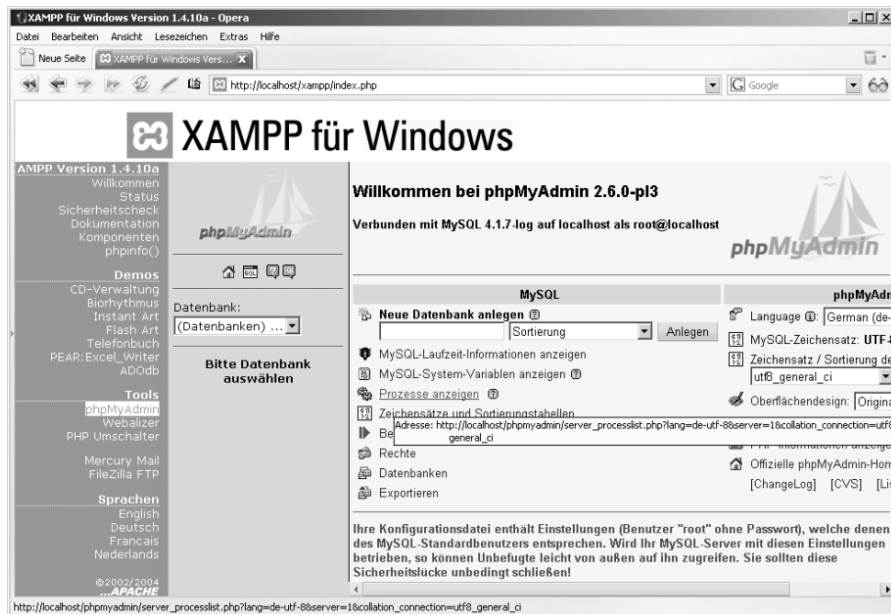 XAMPP für Windows Version 1.4.10a - Opera
Datei Bearbeiten Ansicht Lesezeichen Extras Hilfe
Neue Seite XAMPP für Windows Vers...
http://localhost/xampp/index.php
Google
XAMPP für Windows
AMPP Version 1.4.10a
Willkommen
Status
Sicherheitscheck
Dokumentation
Komponenten
phpinfo()
Demos
CD-Verwaltung
Biorhythmus
Instant Art
Flash Art
Telefonbuch
PEAR:Excel_Writer
ADOdb
Tools
phpMyAdmin
Webalizer
PHP Umschalter
Mercury Mail
FileZilla FTP
Sprachen
English
Deutsch
Francais
Nederlands
©2002/2004
...APACHE
phpMyAdmin
SQL
Datenbank:
(Datenbanken) ...
Bitte Datenbank
auswählen
Willkommen bei phpMyAdmin 2.6.0-pl3
Verbunden mit MySQL 4.1.7-log auf localhost als root@localhost
phpMyAdmin
MySQL
Neue Datenbank anlegen
Sortierung Anlegen
MySQL-Laufzeit-Informationen anzeigen
MySQL-System-Variablen anzeigen
Prozesse anzeigen
Zeichensätze und Sortierungstabellen
Be
Adresse: http://localhost/phpmyadmin/server_processlist.php?lang=de-utf-8&server=1&collation_connection=utf8
general_ci
Rechte
Datenbanken
Exportieren
phpMyAdr
Language German (de-
MySQL-Zeichensatz: UTF-8
Zeichensatz / Sortierung de
utf8_general_ci
Oberflächendesign: Origina
PHP-Informationen anzeige
Offizielle phpMyAdmin-Hom
[ChangeLog] [CVS] [Lis
Ihre Konfigurationsdatei enthält Einstellungen (Benutzer "root" ohne Passwort), welche denen
des MySQL-Standardbenutzers entsprechen. Wird Ihr MySQL-Server mit diesen Einstellungen
betrieben, so können Unbefugte leicht von außen auf ihn zugreifen. Sie sollten diese
Sicherheitslücke unbedingt schließen!
http://localhost/phpmyadmin/server_processlist.php?lang=de-utf-8&server=1&collation_connection=utf8_general_ci